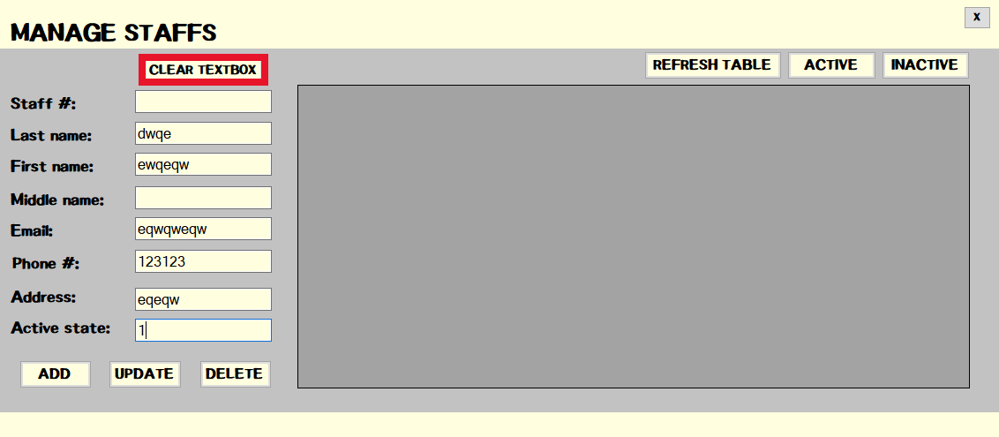 X
MANAGE STAFFS
CLEAR TEXTBOX
REFRESH TABLE ACTIVE INACTIVE
Staff #:
Last name: dwqe
First name: ewqeqw
Middle name:
Email: eqwqweqw
Phone #: 123123
Address: eqeqw
Active state: 1
ADD UPDATE DELETE